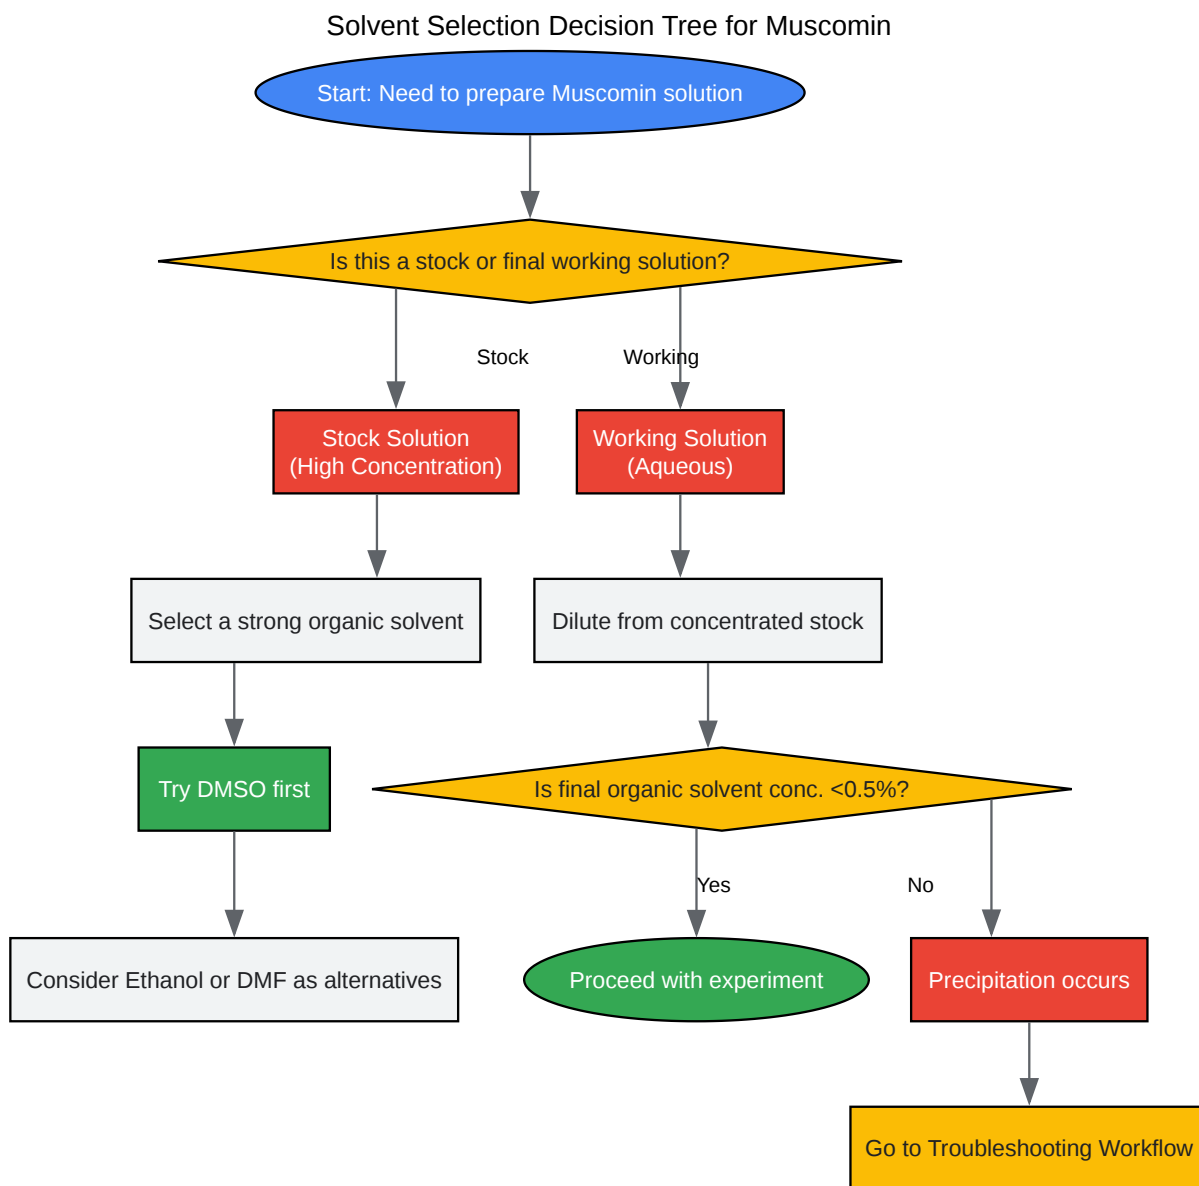 Solvent Selection Decision Tree for Muscomin
Start: Need to prepare Muscomin solution
Is this a stock or final working solution?
Stock
Working
Stock Solution
(High Concentration)
Working Solution
(Aqueous)
Select a strong organic solvent
Dilute from concentrated stock
Try DMSO first
Is final organic solvent conc. <0.5%?
Yes
No
Consider Ethanol or DMF as alternatives
Proceed with experiment
Precipitation occurs
Go to Troubleshooting Workflow